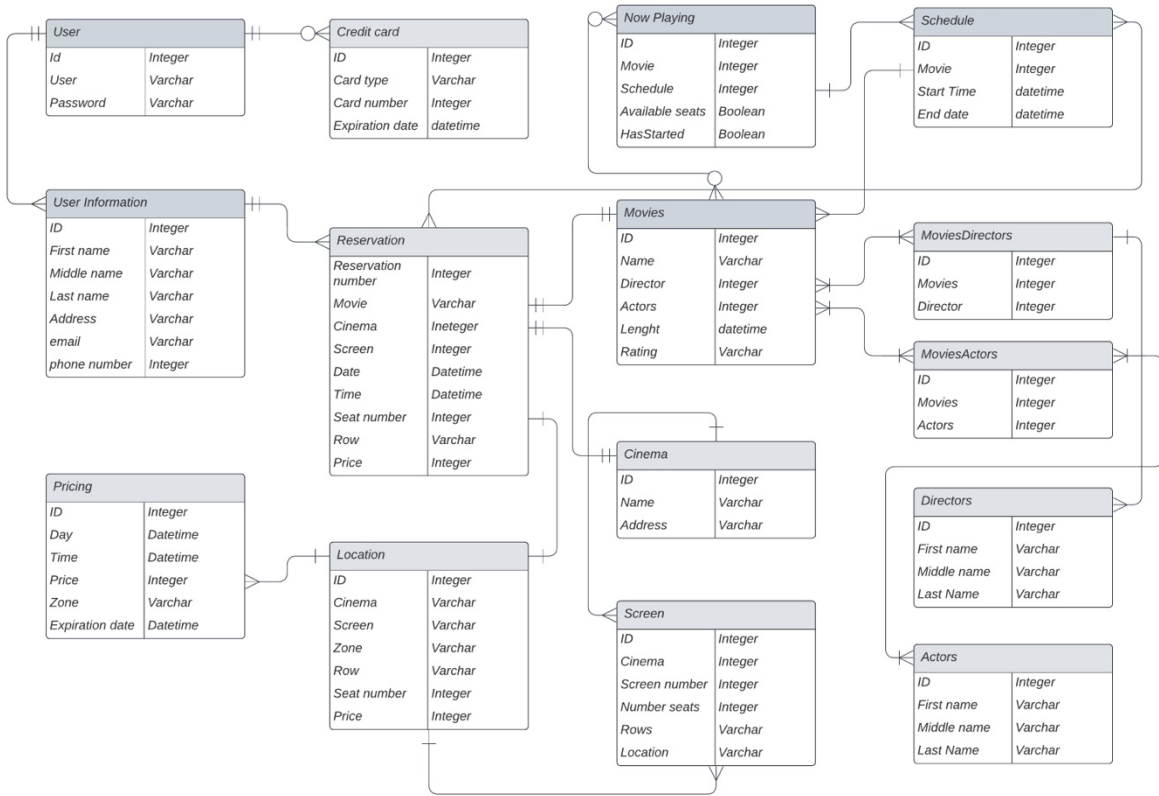 User
Id Integer
User Varchar
Password Varchar
Credit card
ID Integer
Card type Varchar
Card number Integer
Expiration date datetime
Now Playing
ID Integer
Movie Integer
Schedule Integer
Available seats Boolean
HasStarted Boolean
Schedule
ID Integer
Movie Integer
Start Time datetime
End date datetime
User Information
ID Integer
First name Varchar
Middle name Varchar
Last name Varchar
Address Varchar
email Varchar
phone number Integer
Reservation
Reservation
number Integer
Movie Varchar
Cinema Ineteger
Screen Integer
Date Datetime
Time Datetime
Seat number Integer
Row Varchar
Price Integer
Movies
ID Integer
Name Varchar
Director Integer
Actors Integer
Lenght datetime
Rating Varchar
MoviesDirectors
ID Integer
Movies Integer
Director Integer
MoviesActors
ID Integer
Movies Integer
Actors Integer
Pricing
ID Integer
Day Datetime
Time Datetime
Price Integer
Zone Varchar
Expiration date Datetime
Location
ID Integer
Cinema Varchar
Screen Varchar
Zone Varchar
Row Varchar
Seat number Integer
Price Integer
Cinema
ID Integer
Name Varchar
Address Varchar
Screen
ID Integer
Cinema Integer
Screen number Integer
Number seats Integer
Rows Varchar
Location Varchar
Directors
ID Integer
First name Varchar
Middle name Varchar
Last Name Varchar
Actors
ID Integer
First name Varchar
Middle name Varchar
Last Name Varchar